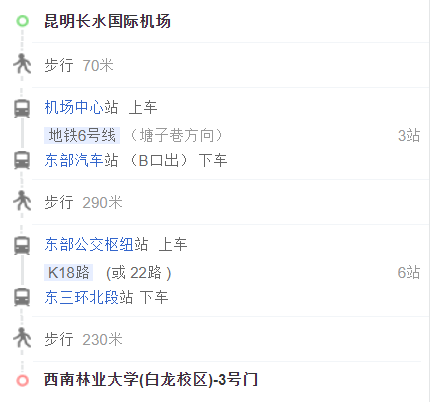 昆明长水国际机场
步行 70米
机场中心站 上车
地铁6号线 （塘子巷方向） 3站
东部汽车站 （B口出） 下车
步行 290米
东部公交枢纽站 上车
K18路 (或 22路 ) 6站
东三环北段站 下车
步行 230米
西南林业大学(白龙校区)-3号门